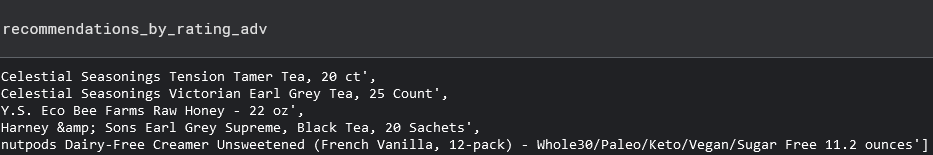 recommendations_by_rating_adv
Celestial Seasonings Tension Tamer Tea, 20 ct',
Celestial Seasonings Victorian Earl Grey Tea, 25 Count',
Y.S. Eco Bee Farms Raw Honey - 22 oz',
Harney &amp; Sons Earl Grey Supreme, Black Tea, 20 Sachets',
nutpods Dairy-Free Creamer Unsweetened (French Vanilla, 12-pack) - Whole30/Paleo/Keto/Vegan/Sugar Free 11.2 ounces']